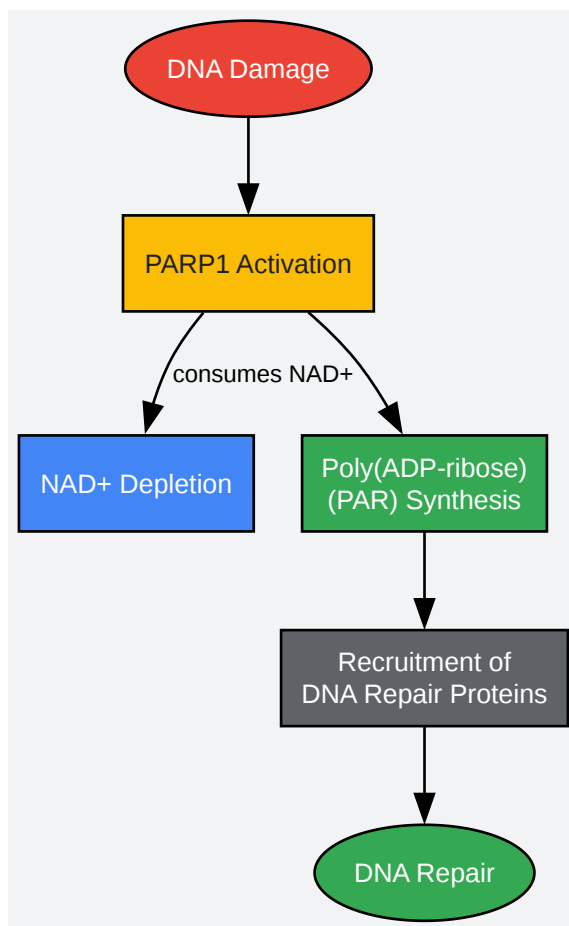 DNA Damage
PARP1 Activation
consumes NAD+
NAD+ Depletion
Poly(ADP-ribose)
(PAR) Synthesis
Recruitment of
DNA Repair Proteins
DNA Repair